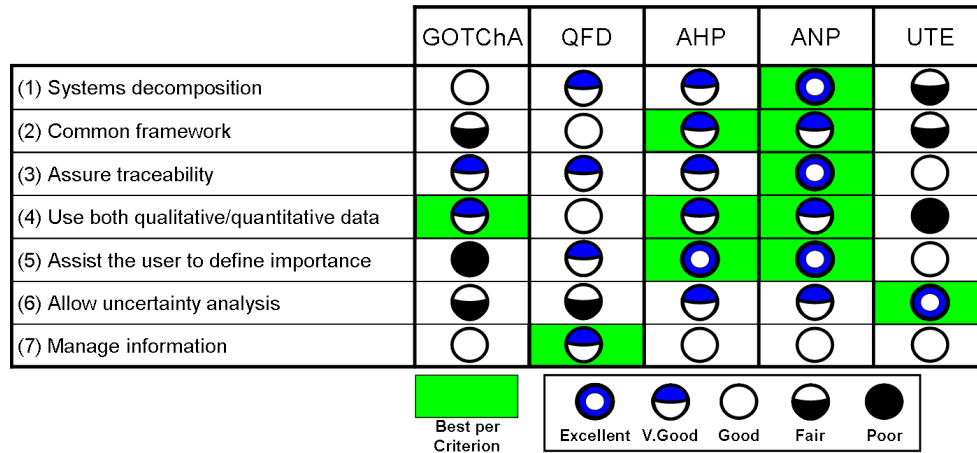 GOTChA QFD AHP ANP UTE
(1) Systems decomposition
(2) Common framework
(3) Assure traceability
(4) Use both qualitative/quantitative data
(5) Assist the user to define importance
(6) Allow uncertainty analysis
(7) Manage information
Best per
Criterion
Excellent V.Good Good Fair Poor